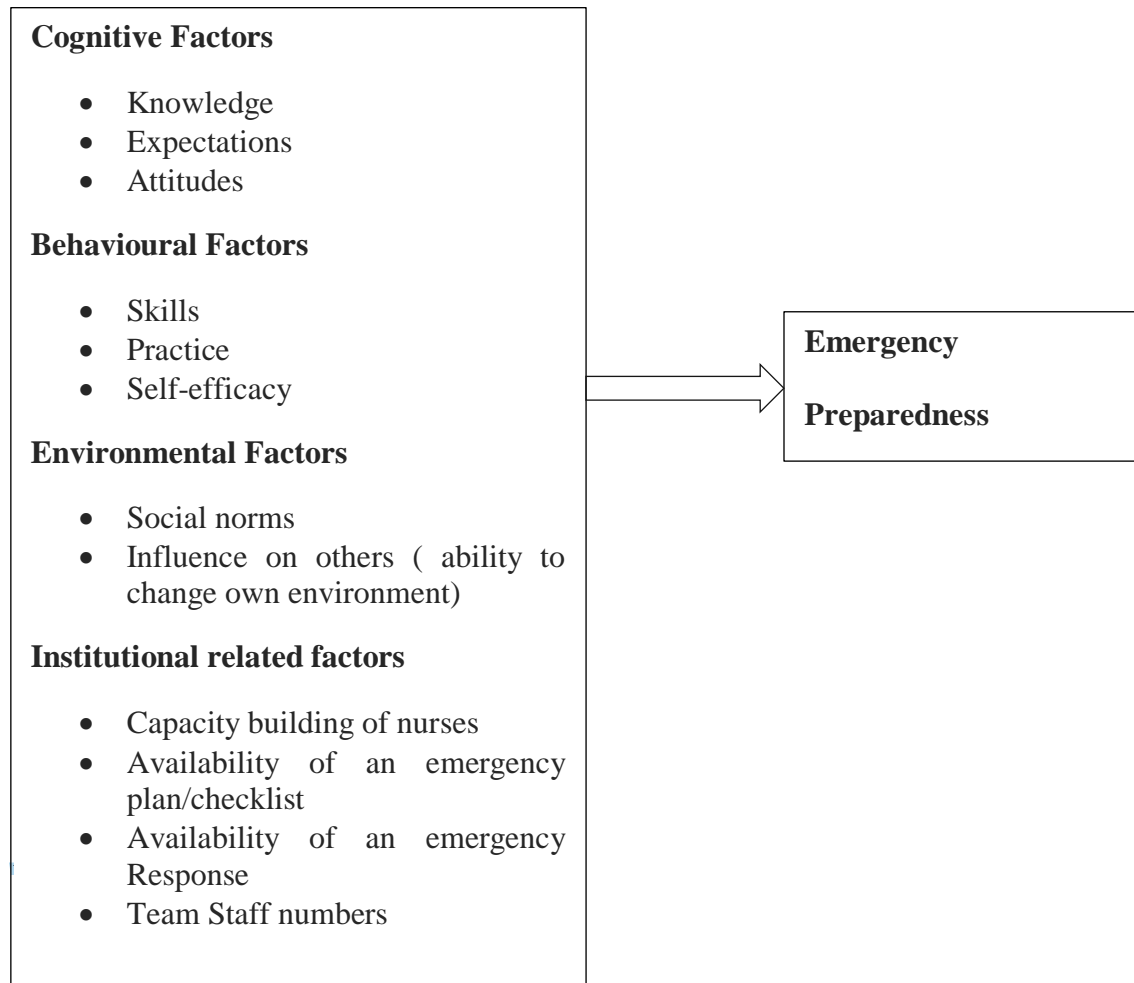 Cognitive Factors
• Knowledge
• Expectations
• Attitudes
Behavioural Factors
• Skills
• Practice
• Self-efficacy
Environmental Factors
• Social norms
• Influence on others ( ability to
change own environment)
Institutional related factors
• Capacity building of nurses
• Availability of an emergency
plan/checklist
• Availability of an emergency
Response
• Team Staff numbers
Emergency
Preparedness